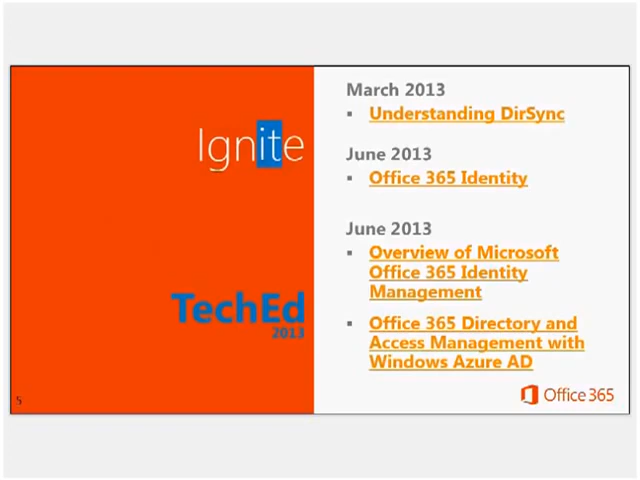 Ignite
TechEd
2013
5
March 2013
▪ Understanding DirSync
June 2013
▪ Office 365 Identity
June 2013
▪ Overview of Microsoft
Office 365 Identity
Management
▪ Office 365 Directory and
Access Management with
Windows Azure AD
Office 365